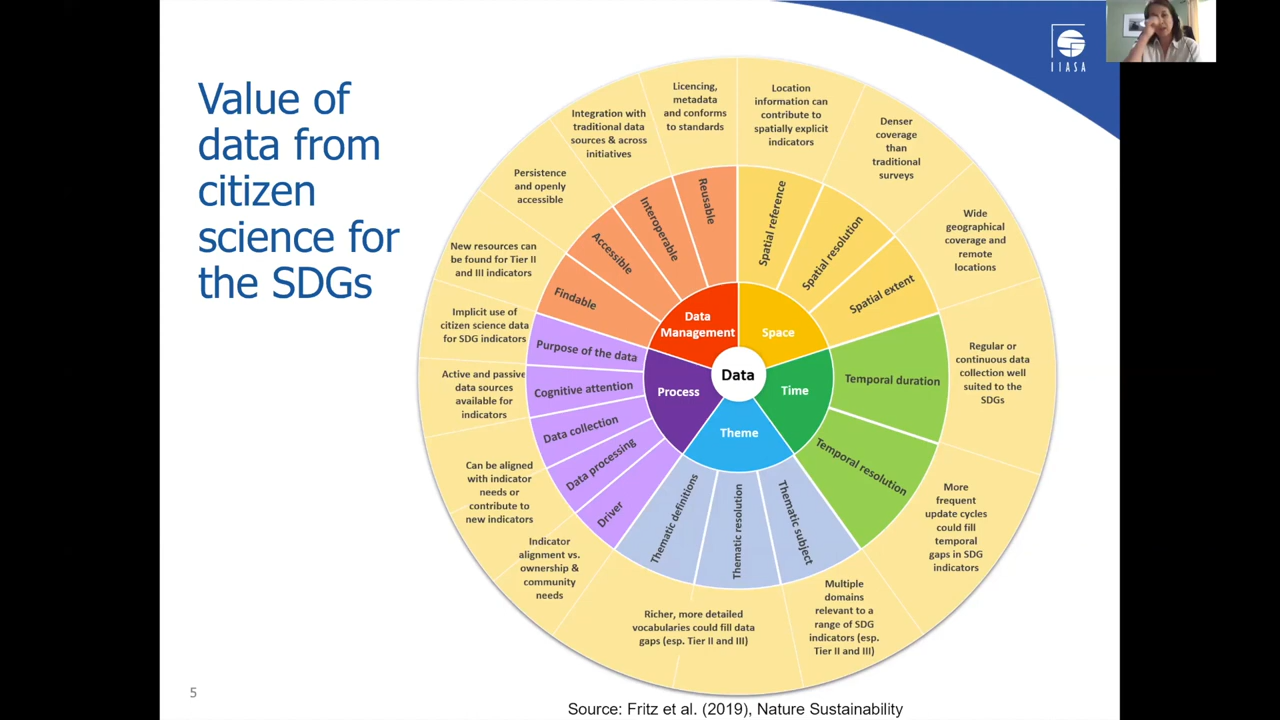 Value of
data from
citizen
science for
the SDGs
IIASA
Licencing,
metadata
and conforms
to standards
Location
information can
contribute to
spatially explicit
indicators
Denser
coverage
than
traditional
surveys
Wide
geographical
coverage and
remote
locations
Regular or
continuous data
collection well
suited to the
SDGs
More
frequent
update cycles
could fill
temporal
gaps in SDG
indicators
Multiple
domains
relevant to a
range of SDG
indicators (esp.
Tier II and III)
Richer, more detailed
vocabularies could fill data
gaps (esp. Tier II and III)
Indicator
alignment vs.
ownership &
community
needs
Can be aligned
with indicator
needs or
contribute to
new indicators
Active and passive
data sources
available for
indicators
Implicit use of
citizen science data
for SDG indicators
New resources can
be found for Tier II
and III indicators
Persistence
and openly
accessible
Integration with
traditional data
sources & across
initiatives
Reusable
Spatial reference
Spatial resolution
Spatial extent
Temporal duration
Temporal resolution
Thematic subject
Thematic resolution
Thematic definitions
Driver
Data processing
Data collection
Cognitive attention
Purpose of the data
Findable
Accessible
Interoperable
Data
Management
Space
Time
Theme
Process
Data
5
Source: Fritz et al. (2019), Nature Sustainability